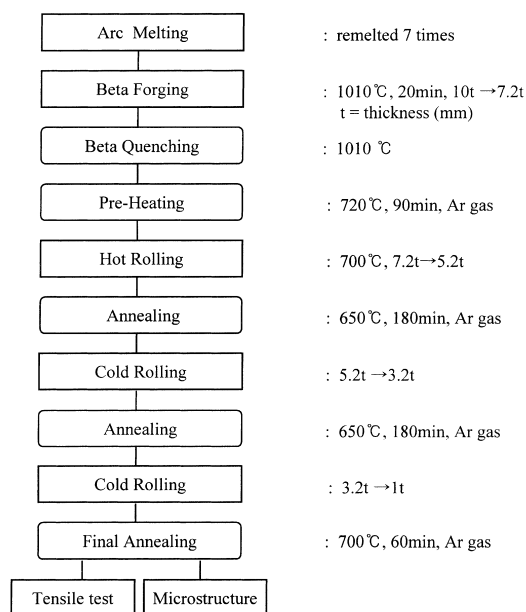 Arc Melting : remelted 7 times
Beta Forging : 1010℃, 20min, 10t →7.2t
t = thickness (mm)
Beta Quenching : 1010 ℃
Pre-Heating : 720℃, 90min, Ar gas
Hot Rolling : 700℃, 7.2t→5.2t
Annealing : 650℃, 180min, Ar gas
Cold Rolling : 5.2t →3.2t
Annealing : 650℃, 180min, Ar gas
Cold Rolling : 3.2t →1t
Final Annealing : 700℃, 60min, Ar gas
Tensile test Microstructure